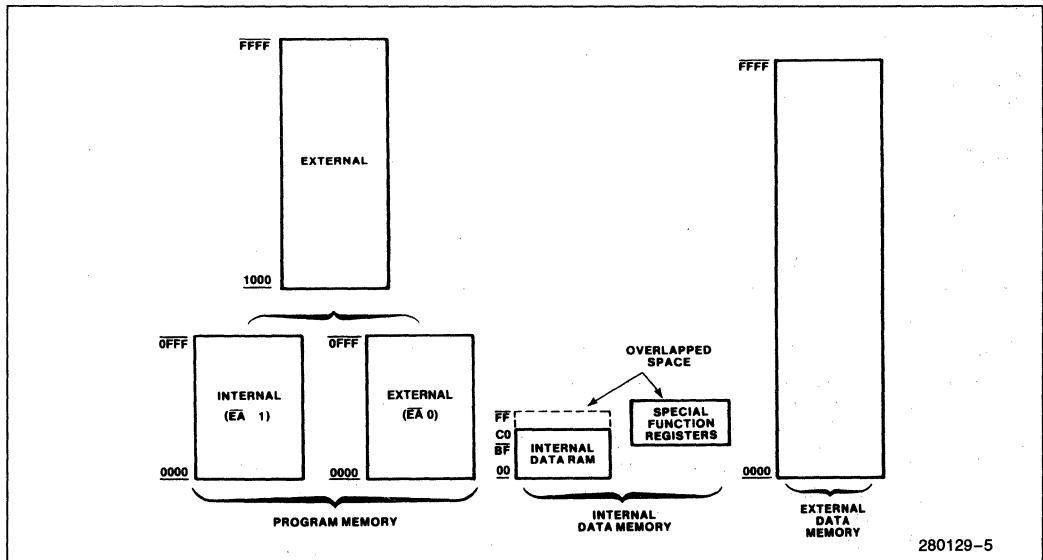 FFFF
EXTERNAL
1000
0FFF
INTERNAL
(EA 1)
0000
0FFF
EXTERNAL
(EA 0)
0000
PROGRAM MEMORY
OVERLAPPED
SPACE
FF
C0
BF
00
INTERNAL
DATA RAM
SPECIAL
FUNCTION
REGISTERS
INTERNAL
DATA MEMORY
FFFF
0000
EXTERNAL
DATA
MEMORY
280129-5